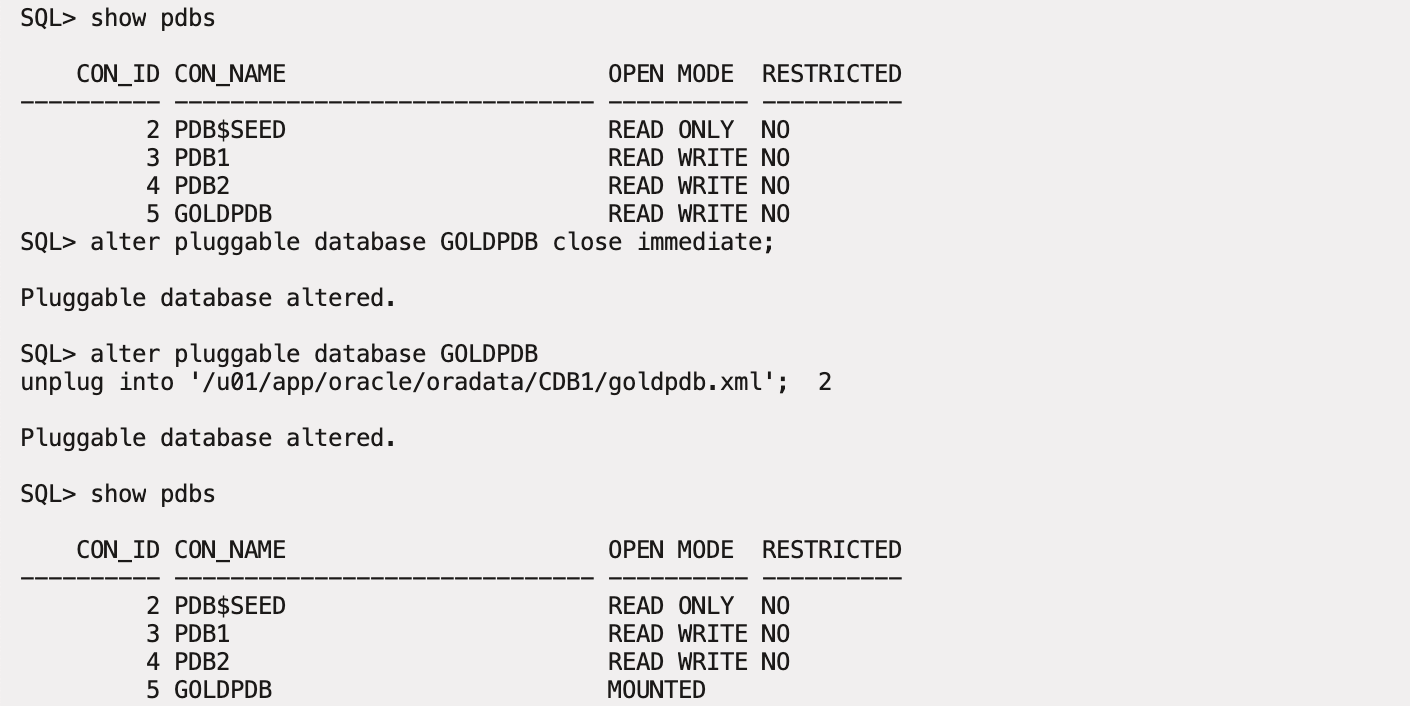 SQL> show pdbs
CON_ID CON_NAME OPEN MODE RESTRICTED
---------- ------------------------------ ---------- ----------
2 PDB$SEED READ ONLY NO
3 PDB1 READ WRITE NO
4 PDB2 READ WRITE NO
5 GOLDPDB READ WRITE NO
SQL> alter pluggable database GOLDPDB close immediate;
Pluggable database altered.
SQL> alter pluggable database GOLDPDB
unplug into '/u01/app/oracle/oradata/CDB1/goldpdb.xml';  2
Pluggable database altered.
SQL> show pdbs
CON_ID CON_NAME OPEN MODE RESTRICTED
---------- ------------------------------ ---------- ----------
2 PDB$SEED READ ONLY NO
3 PDB1 READ WRITE NO
4 PDB2 READ WRITE NO
5 GOLDPDB MOUNTED